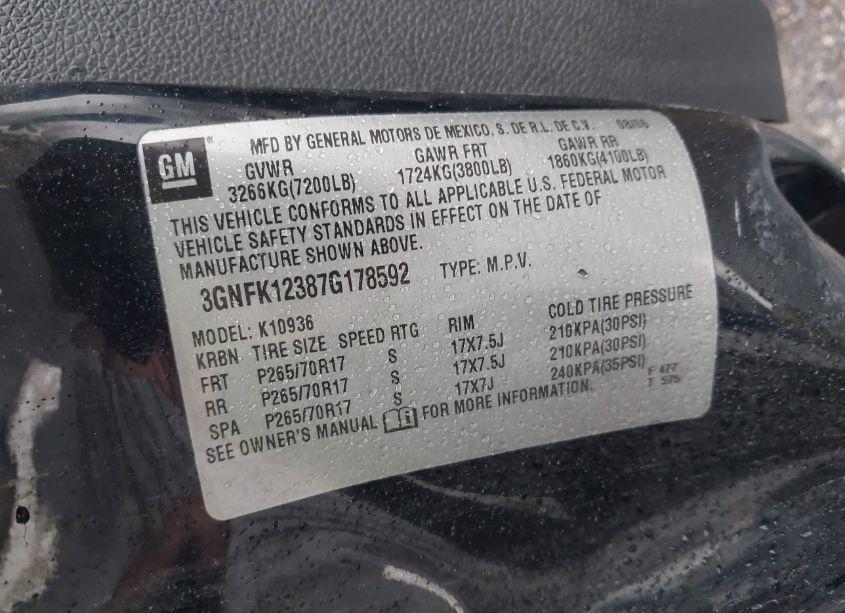 GM MFD BY GENERAL MOTORS DE MEXICO, S. DE R.L. DE C.V. 08/06
GVWR GAWR FRT GAWR RR
3266KG(7200LB) 1724KG(3800LB) 1860KG(4100LB)
THIS VEHICLE CONFORMS TO ALL APPLICABLE U.S. FEDERAL MOTOR
VEHICLE SAFETY STANDARDS IN EFFECT ON THE DATE OF
MANUFACTURE SHOWN ABOVE.
3GNFK12387G178592 TYPE: M.P.V.
MODEL: K10936
KRBN TIRE SIZE SPEED RTG RIM COLD TIRE PRESSURE
FRT P265/70R17 S 17X7.5J 210KPA(30PSI)
RR P265/70R17 S 17X7.5J 210KPA(30PSI)
SPA P265/70R17 S 17X7J 240KPA(35PSI)
SEE OWNER'S MANUAL FOR MORE INFORMATION.
F 477
T 575